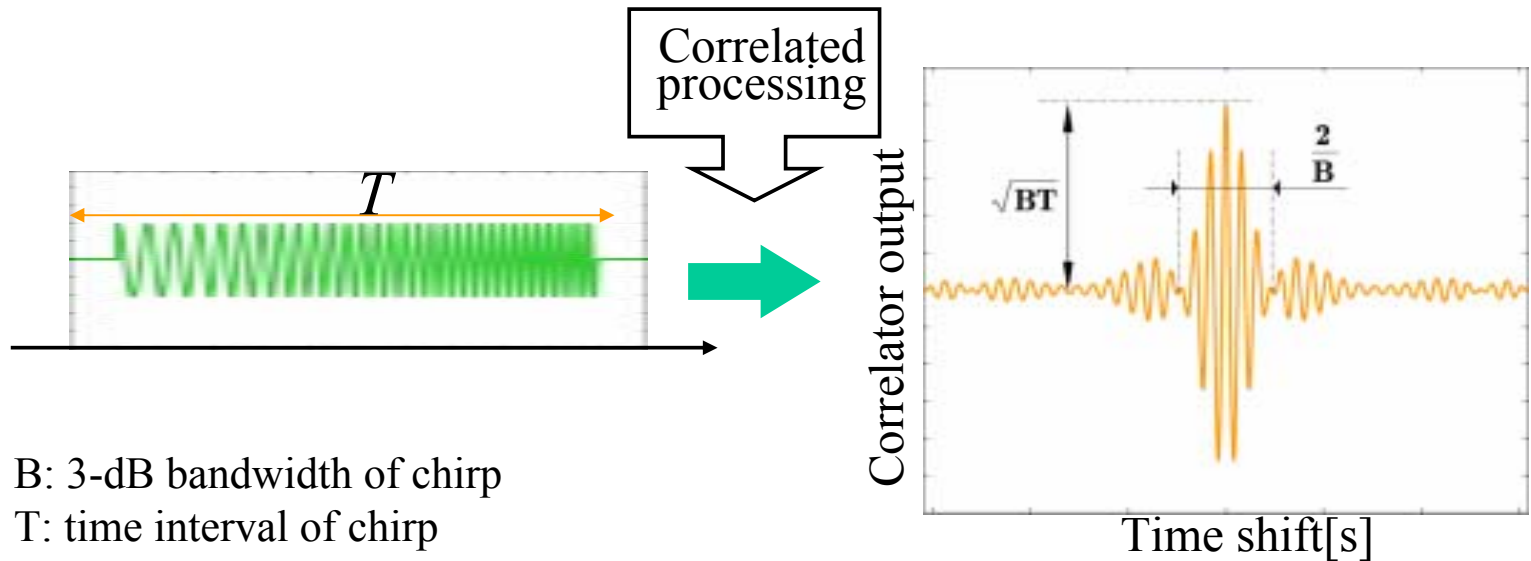 Correlated
processing
T
Correlator output
√BT
2
B
Time shift[s]
B: 3-dB bandwidth of chirp
T: time interval of chirp